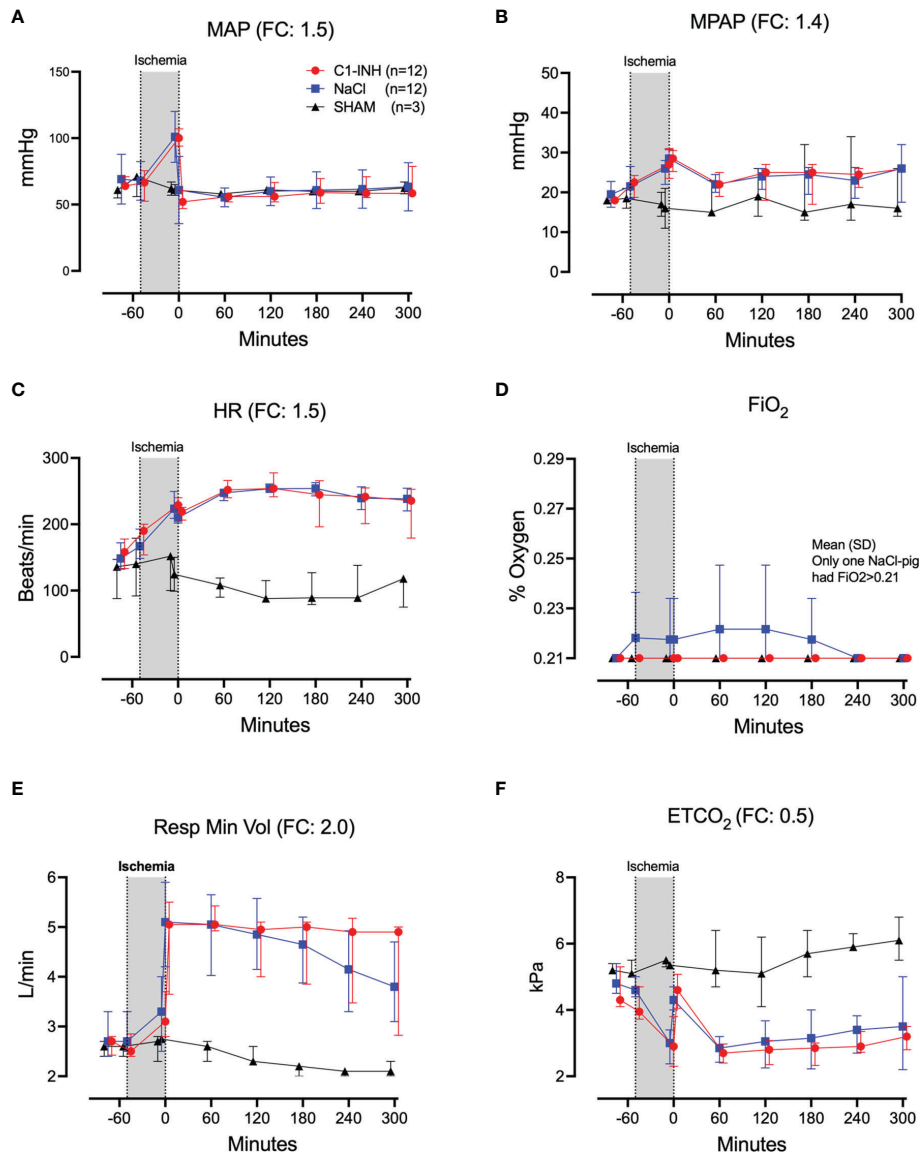 A
MAP (FC: 1.5)
Ischemia
C1-INH (n=12)
NaCl (n=12)
SHAM (n=3)
150
100
50
0
mmHg
-60 0 60 120 180 240 300
Minutes
B
MPAP (FC: 1.4)
Ischemia
50
40
30
20
10
0
mmHg
-60 0 60 120 180 240 300
Minutes
C
HR (FC: 1.5)
Ischemia
300
200
100
0
Beats/min
-60 0 60 120 180 240 300
Minutes
D
FiO2
Ischemia
0.29
0.27
0.25
0.23
0.21
% Oxygen
Mean (SD)
Only one NaCl-pig
had FiO2>0.21
-60 0 60 120 180 240 300
Minutes
E
Resp Min Vol (FC: 2.0)
Ischemia
6
5
4
3
2
L/min
-60 0 60 120 180 240 300
Minutes
F
ETCO2 (FC: 0.5)
Ischemia
8
6
4
2
kPa
-60 0 60 120 180 240 300
Minutes